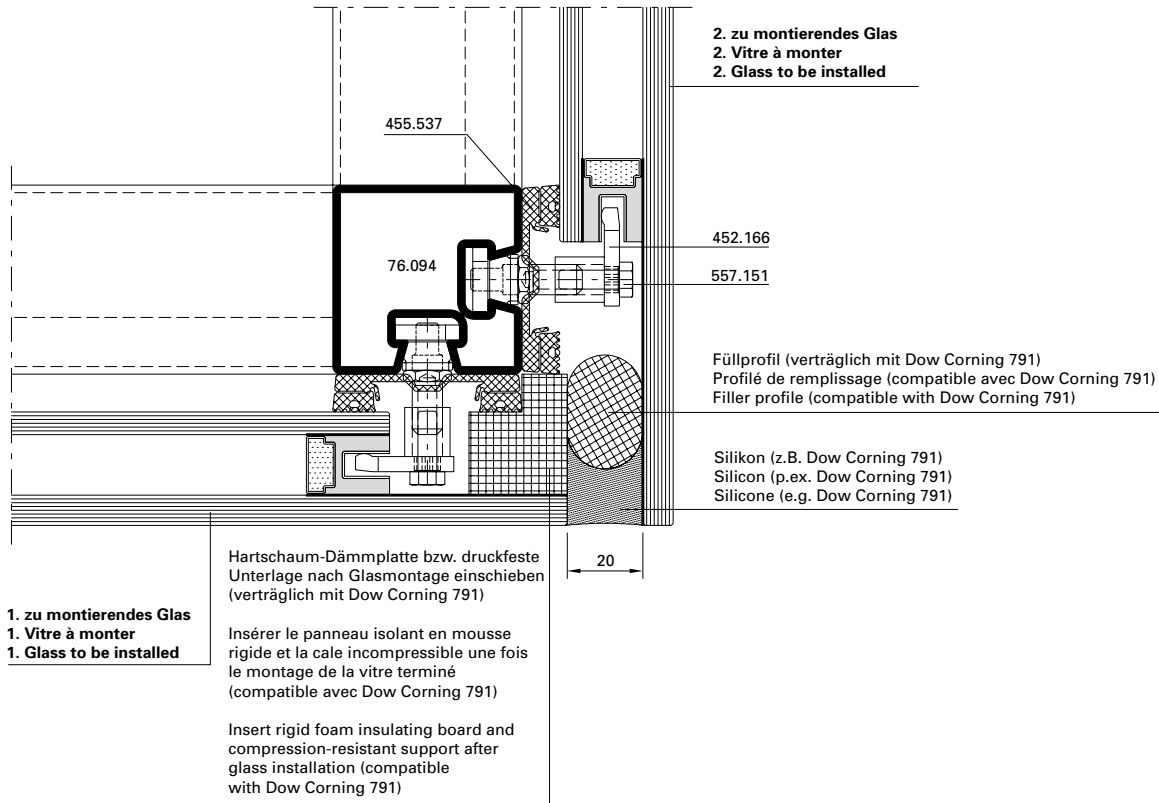 2. zu montierendes Glas
2. Vitre à monter
2. Glass to be installed
455.537
76.094
452.166
557.151
Füllprofil (verträglich mit Dow Corning 791)
Profilé de remplissage (compatible avec Dow Corning 791)
Filler profile (compatible with Dow Corning 791)
Silikon (z.B. Dow Corning 791)
Silicon (p.ex. Dow Corning 791)
Silicone (e.g. Dow Corning 791)
20
Hartschaum-Dämmplatte bzw. druckfeste
Unterlage nach Glasmontage einschieben
(verträglich mit Dow Corning 791)
1. zu montierendes Glas
1. Vitre à monter
1. Glass to be installed
Insérer le panneau isolant en mousse
rigide et la cale incompressible une fois
le montage de la vitre terminé
(compatible avec Dow Corning 791)
Insert rigid foam insulating board and
compression-resistant support after
glass installation (compatible
with Dow Corning 791)